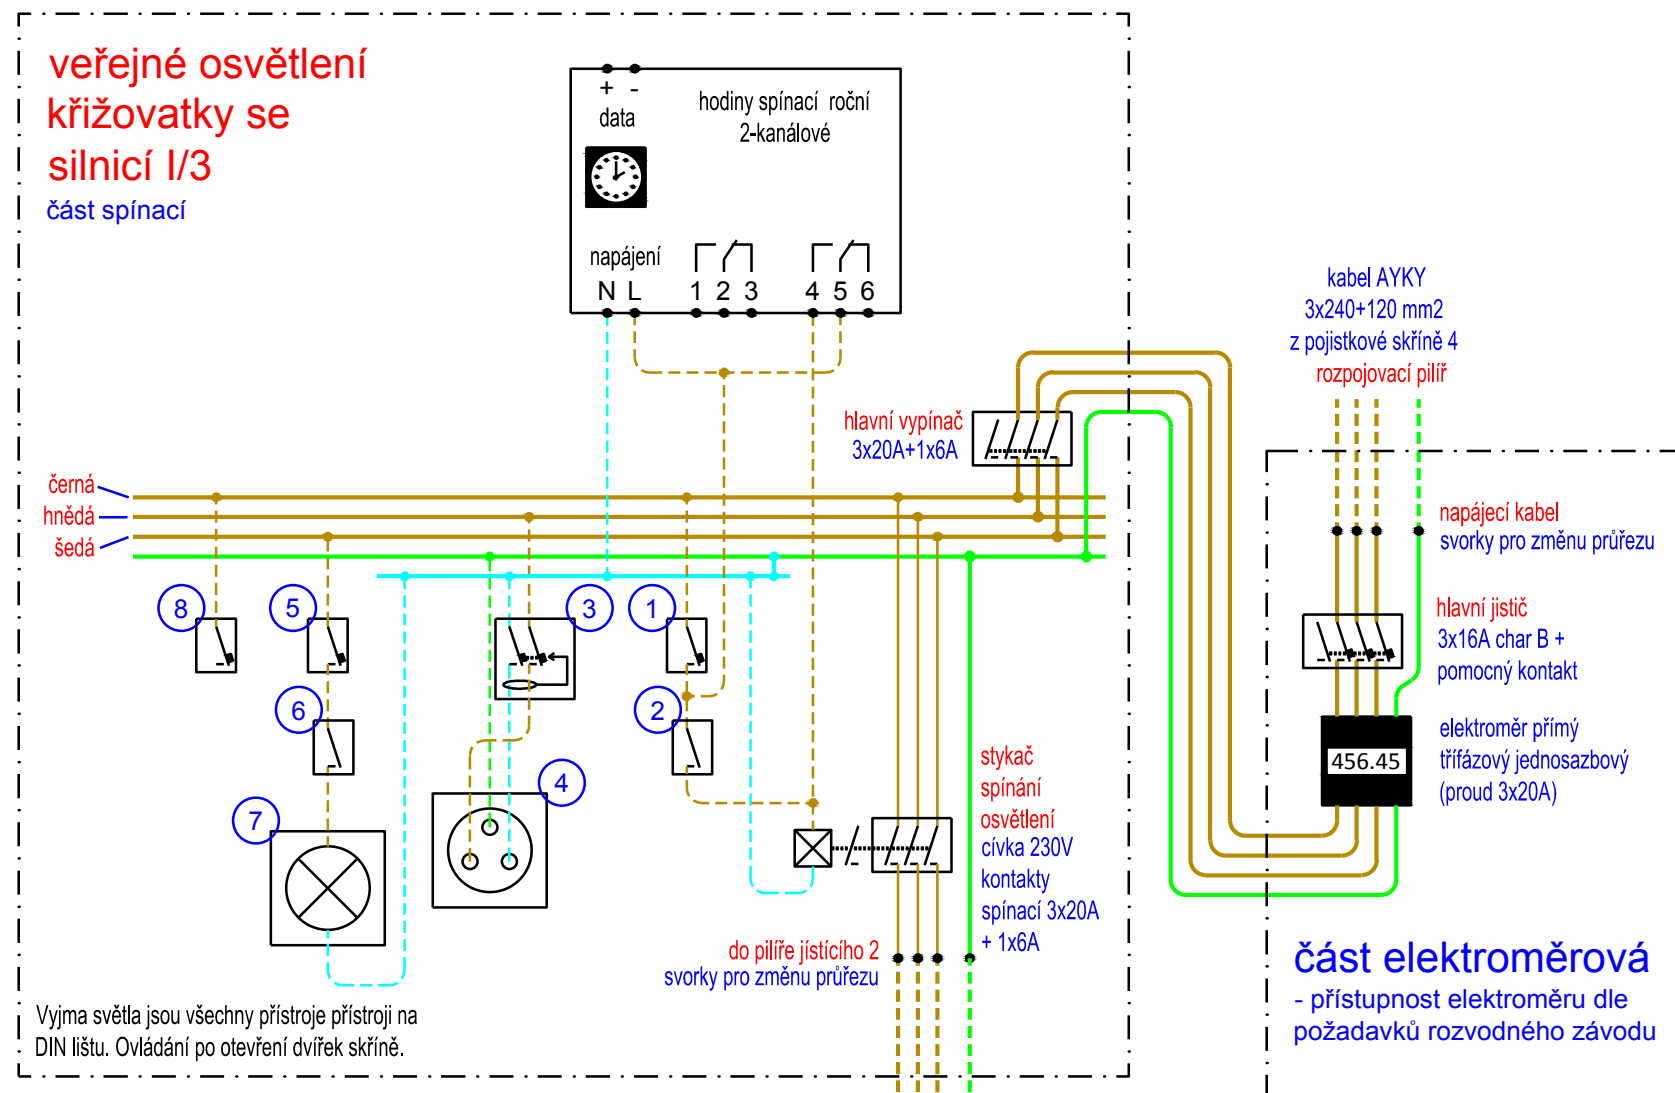 veřejné osvětlení
křižovatky se
silnicí I/3
část spínací
+ -
data
hodiny spínací roční
2-kanálové
napájení
N L 1 2 3 4 5 6
kabel AYKY
3x240+120 mm2
z pojistkové skříně 4
rozpojovací pilíř
hlavní vypínač
3x20A+1x6A
černá
hnědá
šedá
napájecí kabel
svorky pro změnu průřezu
8
5
3
1
6
2
4
7
hlavní jistič
3x16A char B +
pomocný kontakt
456.45
elektroměr přímý
třífázový jednosazbový
(proud 3x20A)
stykač
spínání
osvětlení
cívka 230V
kontakty
spínací 3x20A
+ 1x6A
do pilíře jístícího 2
svorky pro změnu průřezu
část elektroměrová
- přístupnost elektroměru dle
požadavků rozvodného závodu
Vyjma světla jsou všechny přístroje přístroji na
DIN lištu. Ovládání po otevření dvířek skříně.